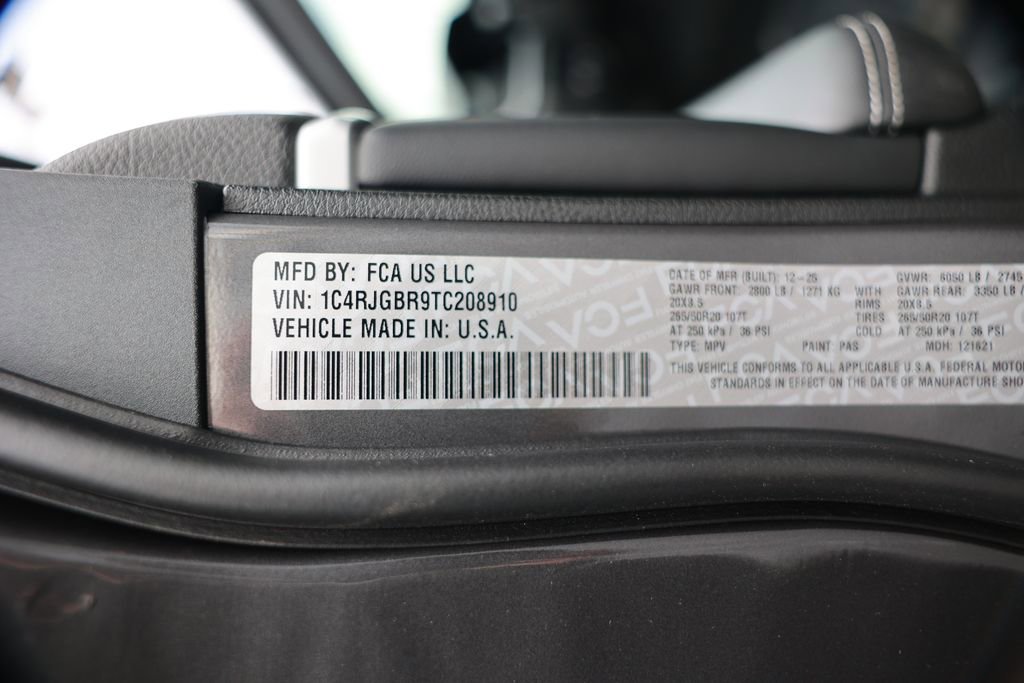 MFD BY: FCA US LLC
VIN: 1C4RJGBR9TC208910
VEHICLE MADE IN: U.S.A.
DATE OF MFR (BUILT): 12-25 GVWR: 6050 LB / 2745
GAWR FRONT: 2800 LB / 1271 KG WITH GAWR REAR: 3350 LB /
20X8.5 RIMS 20X8.5
265/50R20 107T TIRES 265/50R20 107T
AT 250 kPa / 36 PSI COLD AT 250 kPa / 36 PSI
TYPE: MPV PAINT: PAS MDH: 121621
THIS VEHICLE CONFORMS TO ALL APPLICABLE U.S.A. FEDERAL MOTO
STANDARDS IN EFFECT ON THE DATE OF MANUFACTURE SHO